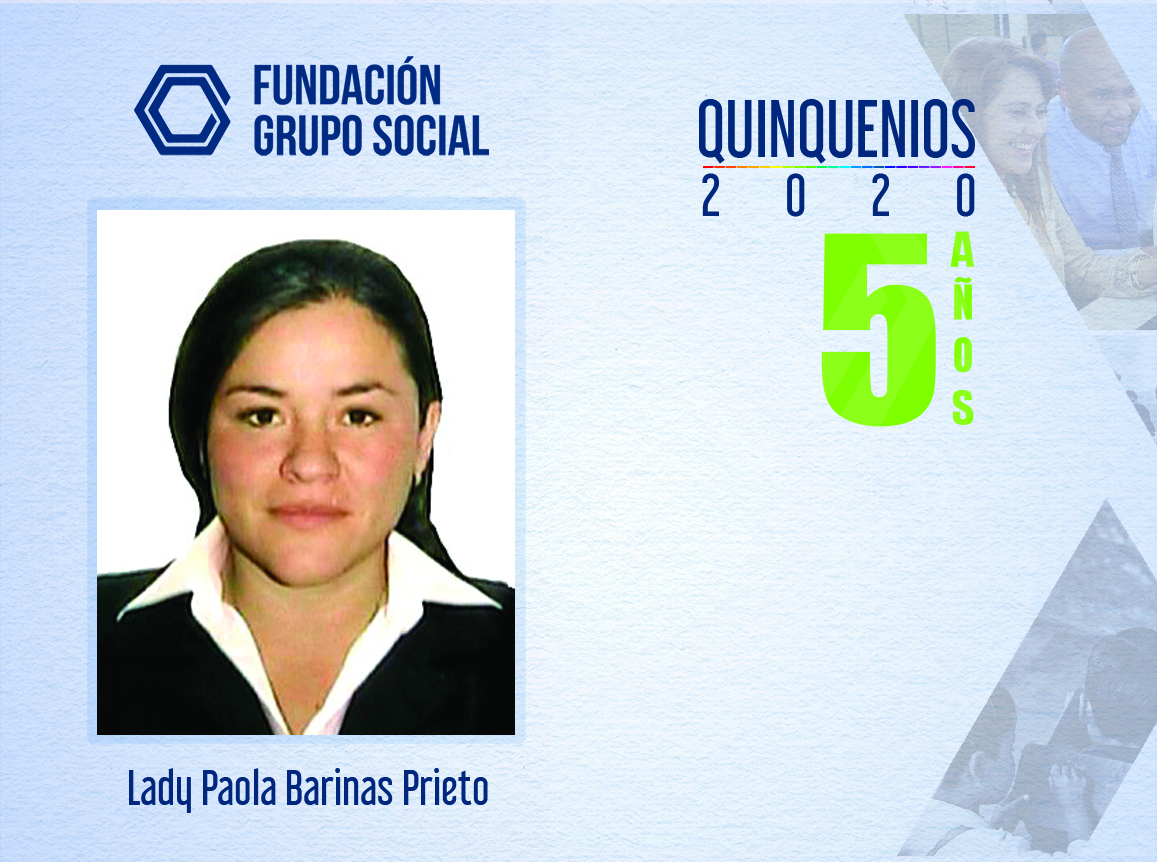 FUNDACIÓN
GRUPO SOCIAL
QUINQUENIOS
2020
5 AÑOS
Lady Paola Barinas Prieto